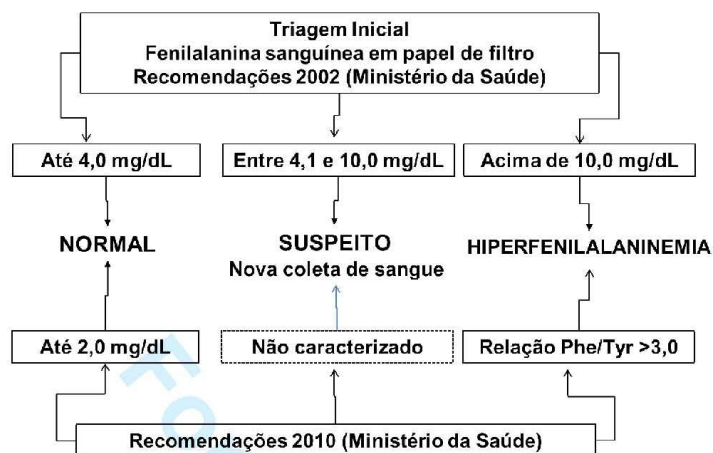 Triagem Inicial
Fenilalanina sanguínea em papel de filtro
Recomendações 2002 (Ministério da Saúde)
Até 4,0 mg/dL
Entre 4,1 e 10,0 mg/dL
Acima de 10,0 mg/dL
NORMAL
SUSPEITO
Nova coleta de sangue
HIPERFENILALANINEMIA
Até 2,0 mg/dL
Não caracterizado
Relação Phe/Tyr >3,0
Recomendações 2010 (Ministério da Saúde)